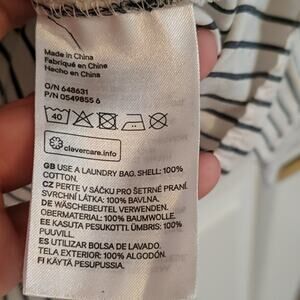 Made in China
Fabriqué en Chine
Hecho en China
O/N 648631
P/N 0549855 6
40
clevercare.info
GB USE A LAUNDRY BAG. SHELL: 100%
COTTON.
CZ PERTE V SÁČKU PRO ŠETRNÉ PRANÍ.
SVRCHNÍ LÁTKA: 100% BAVLNA.
DE WÄSCHEBEUTEL VERWENDEN.
OBERMATERIAL: 100% BAUMWOLLE.
EE KASUTA PESUKOTTI. ÜMBRIS: 100%
PUUVILL.
ES UTILIZAR BOLSA DE LAVADO.
TELA EXTERIOR: 100% ALGODÓN.
FI KÄYTÄ PESUPUSSIA.